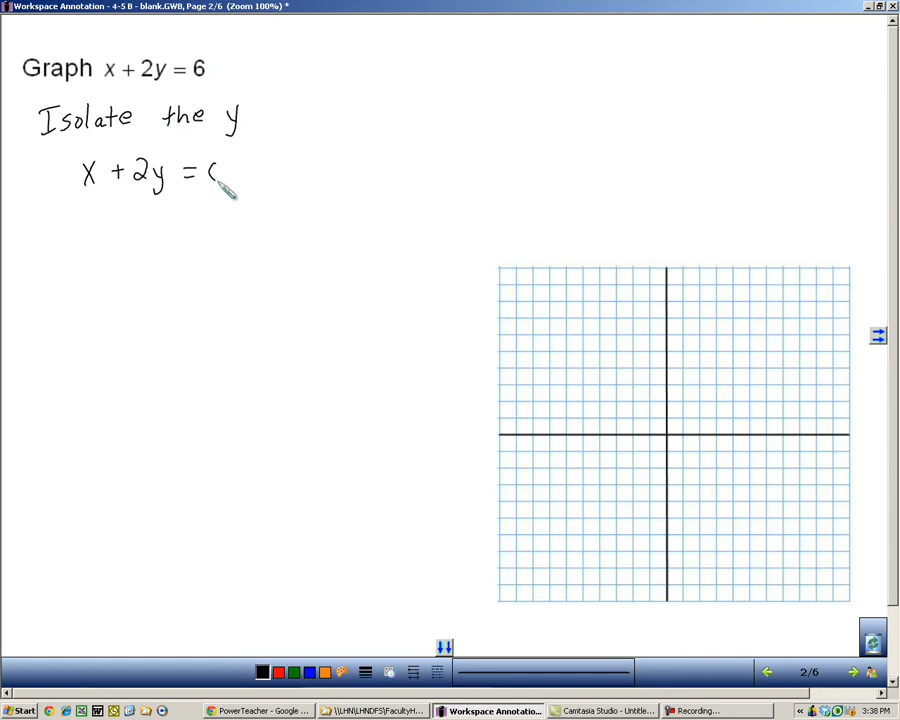 Workspace Annotation - 4-5 B - blank.GWB, Page 2/6 (Zoom 100%) *
Graph x + 2y = 6
Isolate the y
x + 2y =
2/6
Start
PowerTeacher - Google ...
\\LHN\LHNDFS\FacultyH...
Workspace Annotatio...
Camtasia Studio - Untitle...
Recording...
3:38 PM